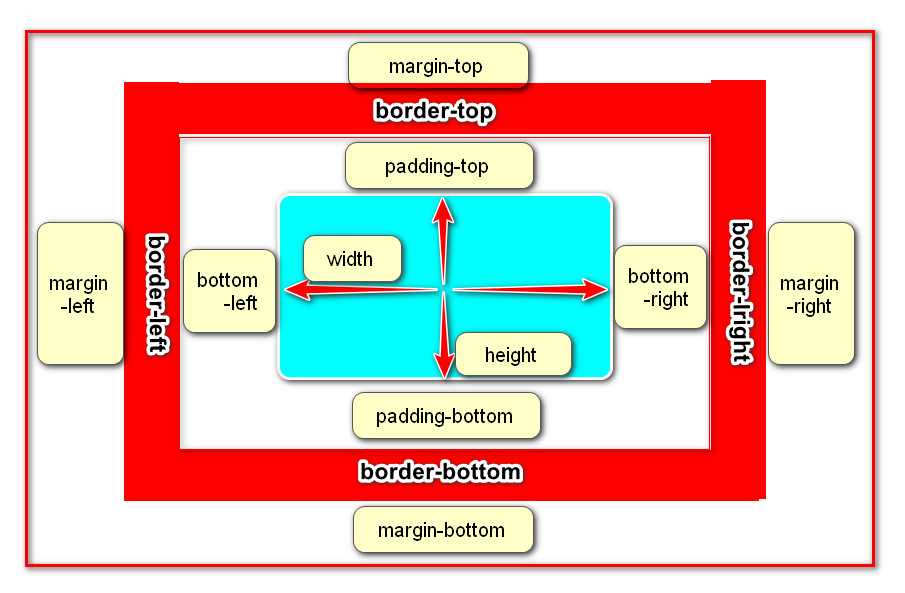 margin-top
border-top
padding-top
margin
-left
border-left
bottom
-left
width
height
bottom
-right
border-lright
margin
-right
padding-bottom
border-bottom
margin-bottom